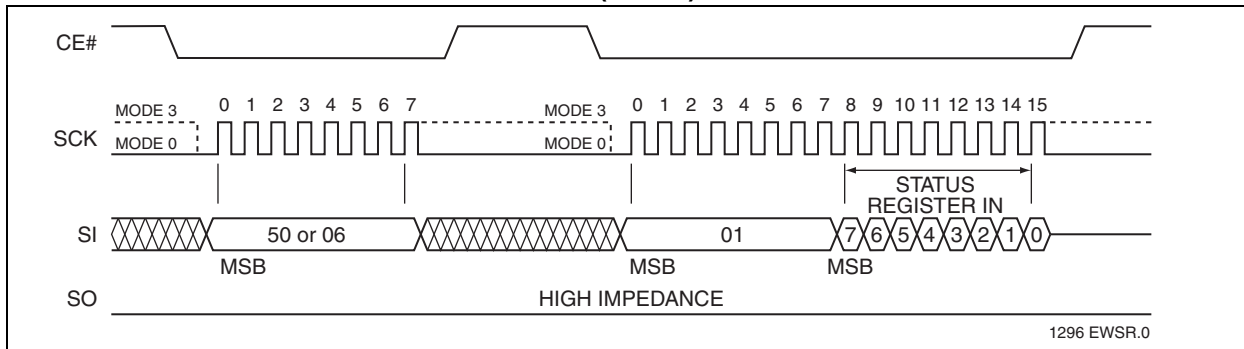 CE#
MODE 3 0 1 2 3 4 5 6 7 MODE 3 0 1 2 3 4 5 6 7 8 9 10 11 12 13 14 15
SCK MODE 0 MODE 0
STATUS
REGISTER IN
SI 50 or 06 01 7 6 5 4 3 2 1 0
MSB MSB MSB
SO HIGH IMPEDANCE
1296 EWSR.0